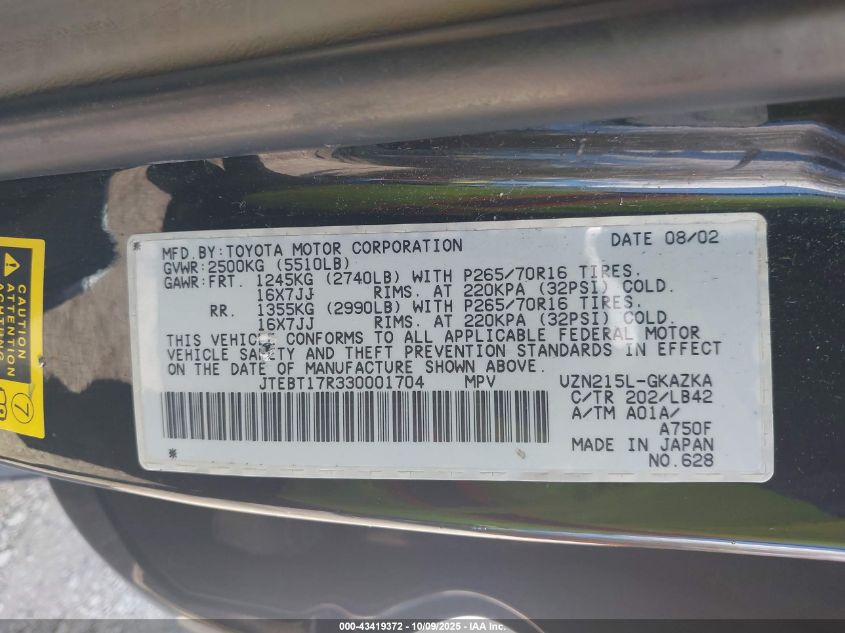 MFD. BY: TOYOTA MOTOR CORPORATION DATE 08/02
GVWR: 2500KG (5510LB)
GAWR: FRT. 1245KG (2740LB) WITH P265/70R16 TIRES.
16X7JJ RIMS. AT 220KPA (32PSI) COLD.
RR. 1355KG (2990LB) WITH P265/70R16 TIRES.
16X7JJ RIMS. AT 220KPA (32PSI) COLD.
THIS VEHICLE CONFORMS TO ALL APPLICABLE FEDERAL MOTOR
VEHICLE SAFETY AND THEFT PREVENTION STANDARDS IN EFFECT
ON THE DATE OF MANUFACTURE SHOWN ABOVE.
*JTEBT17R330001704* MPV UZN215L-GKAZKA
C/TR 202/LB42
A/TM A01A/
A750F
MADE IN JAPAN
NO.628
CAUTION
ATTENTION
7
000-43419372 - 10/09/2025 - IAA Inc.